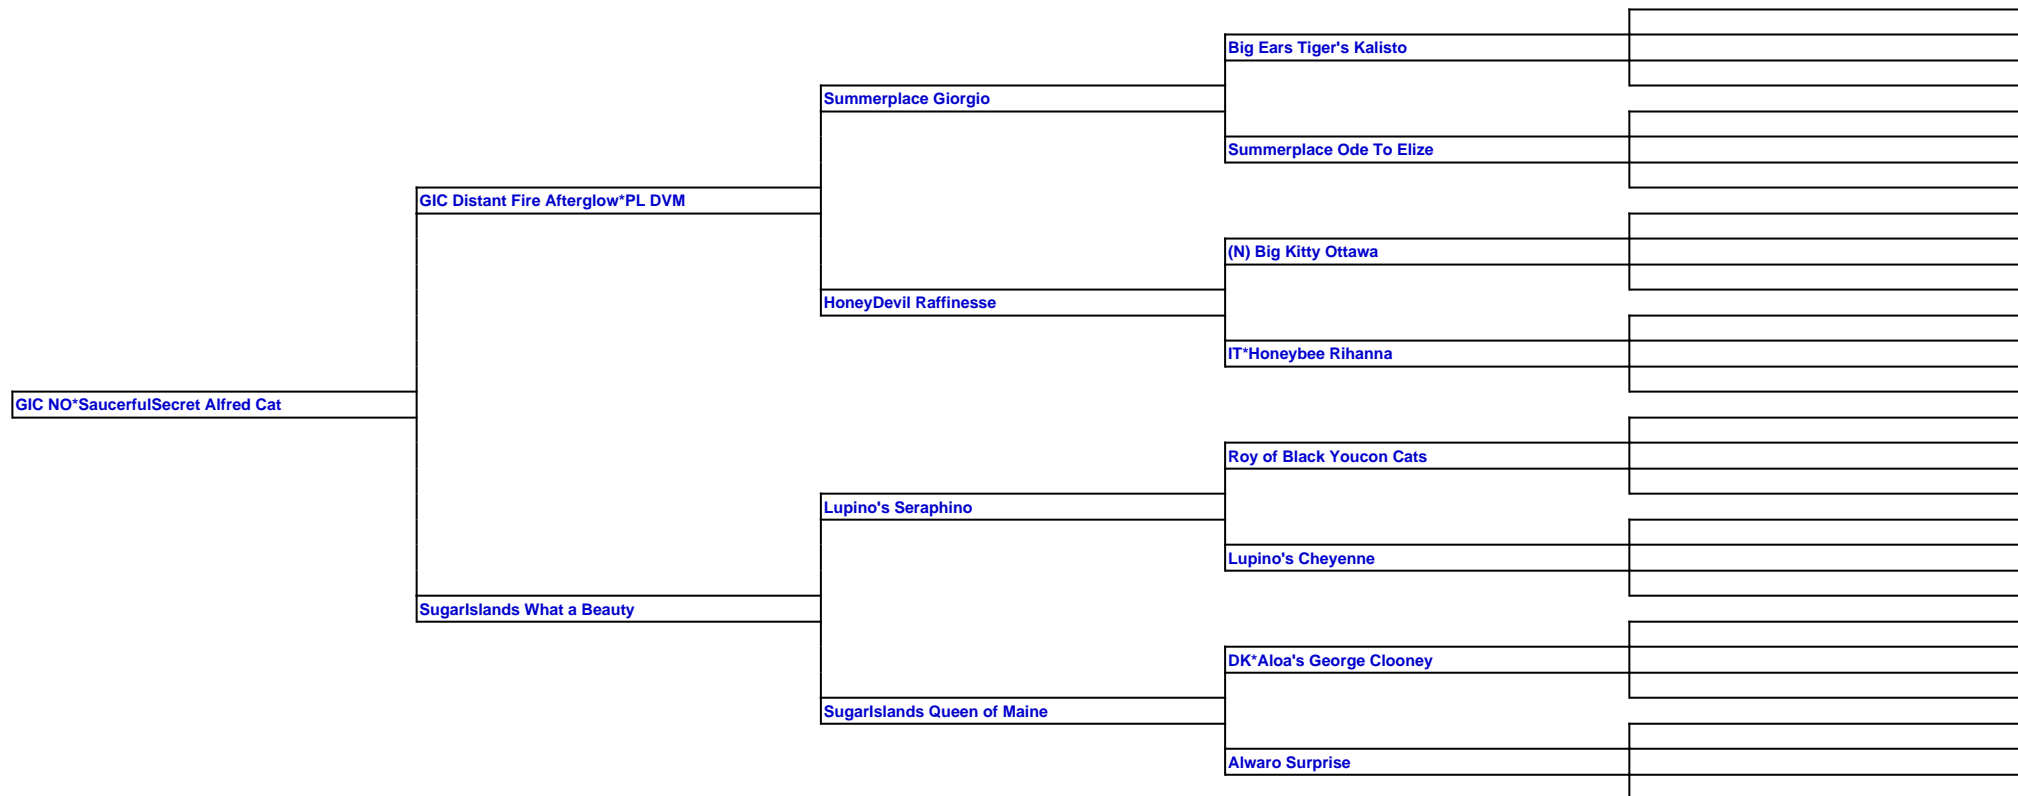 Big Ears Tiger's Kalisto
Summerplace Giorgio
Summerplace Ode To Elize
GIC Distant Fire Afterglow*PL DVM
(N) Big Kitty Ottawa
HoneyDevil Raffinesse
IT*Honeybee Rihanna
GIC NO*SaucerfulSecret Alfred Cat
Roy of Black Youcon Cats
Lupino's Seraphino
Lupino's Cheyenne
SugarIslands What a Beauty
DK*Aloa's George Clooney
SugarIslands Queen of Maine
Alwaro Surprise